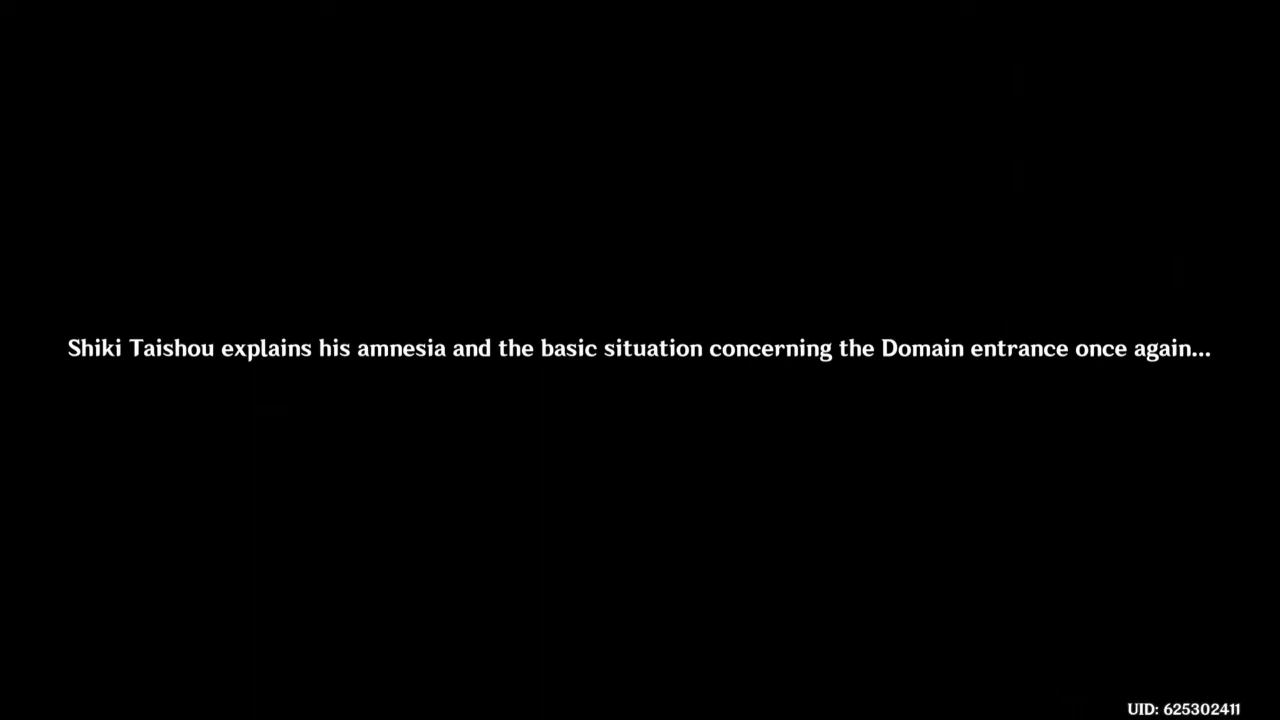 Shiki Taishou explains his amnesia and the basic situation concerning the Domain entrance once again...
UID: 625302411